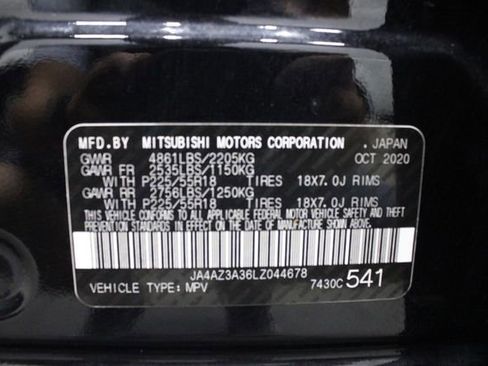 MFD.BY MITSUBISHI MOTORS CORPORATION . JAPAN
GVWR 4861LBS/2205KG OCT 2020
GAWR FR 2535LBS/1150KG
WITH P225/55R18 TIRES 18X7.0J RIMS
GAWR RR 2756LBS/1250KG
WITH P225/55R18 TIRES 18X7.0J RIMS
THIS VEHICLE CONFORMS TO ALL APPLICABLE FEDERAL MOTOR VEHICLE SAFETY AND THEFT
PREVENTION STANDARDS IN EFFECT ON THE DATE OF MANUFACTURE SHOWN ABOVE.
JA4AZ3A36LZ044678
VEHICLE TYPE: MPV 7430C 541